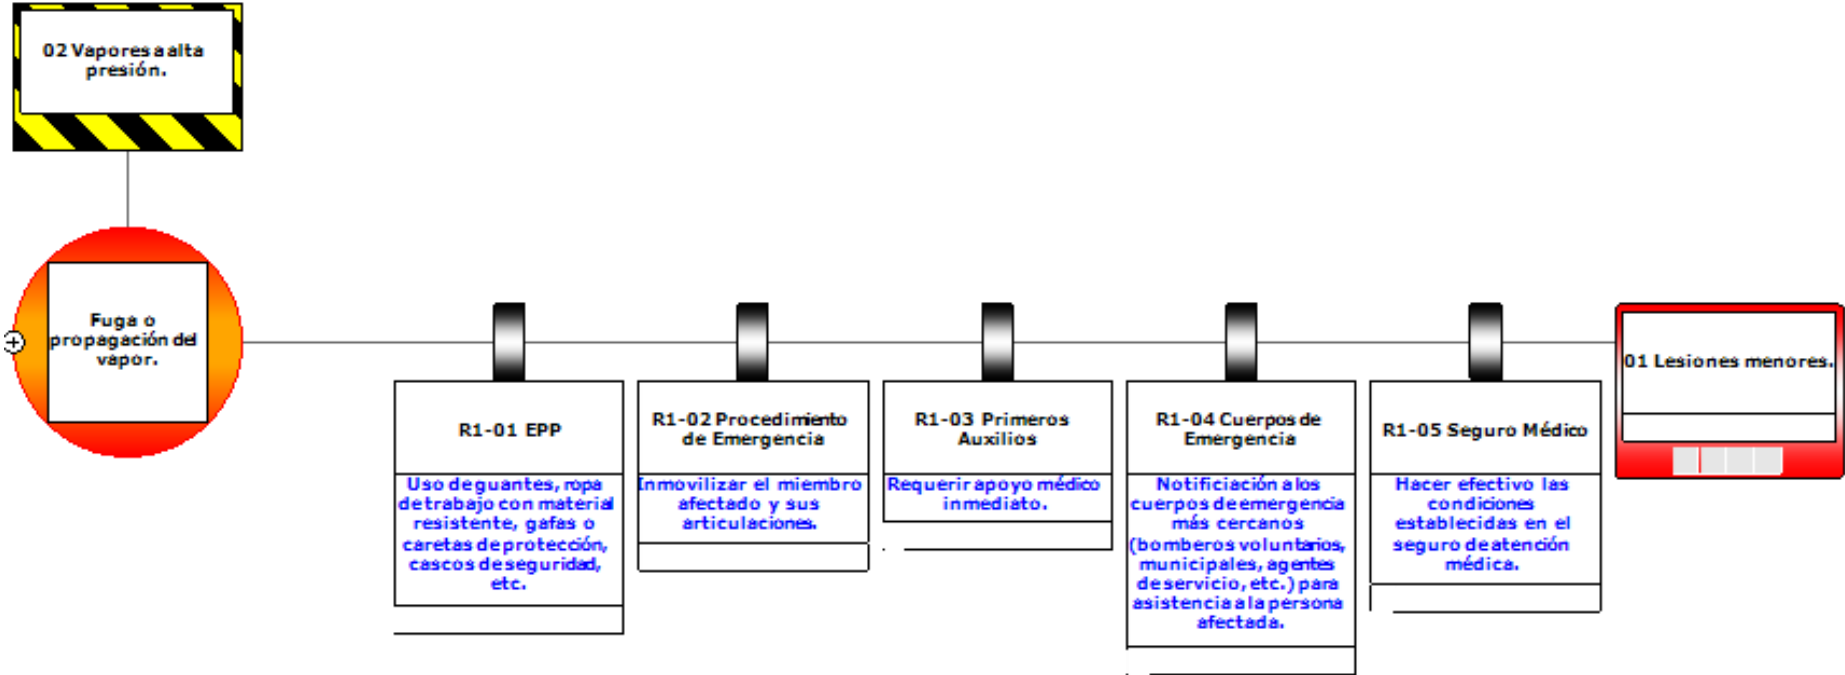 02 Vapores a alta
presión.
Fuga o
propagación del
vapor.
R1-01 EPP
Uso de guantes, ropa
de trabajo con material
resistente, gafas o
caretas de protección,
cascos de seguridad,
etc.
R1-02 Procedimiento
de Emergencia
Inmovilizar el miembro
afectado y sus
articulaciones.
R1-03 Primeros
Auxilios
Requerir apoyo médico
inmediato.
R1-04 Cuerpos de
Emergencia
Notificiación a los
cuerpos de emergencia
más cercanos
(bomberos voluntarios,
municipales, agentes
de servicio, etc.) para
asistencia a la persona
afectada.
R1-05 Seguro Médico
Hacer efectivo las
condiciones
establecidas en el
seguro de atención
médica.
01 Lesiones menores.